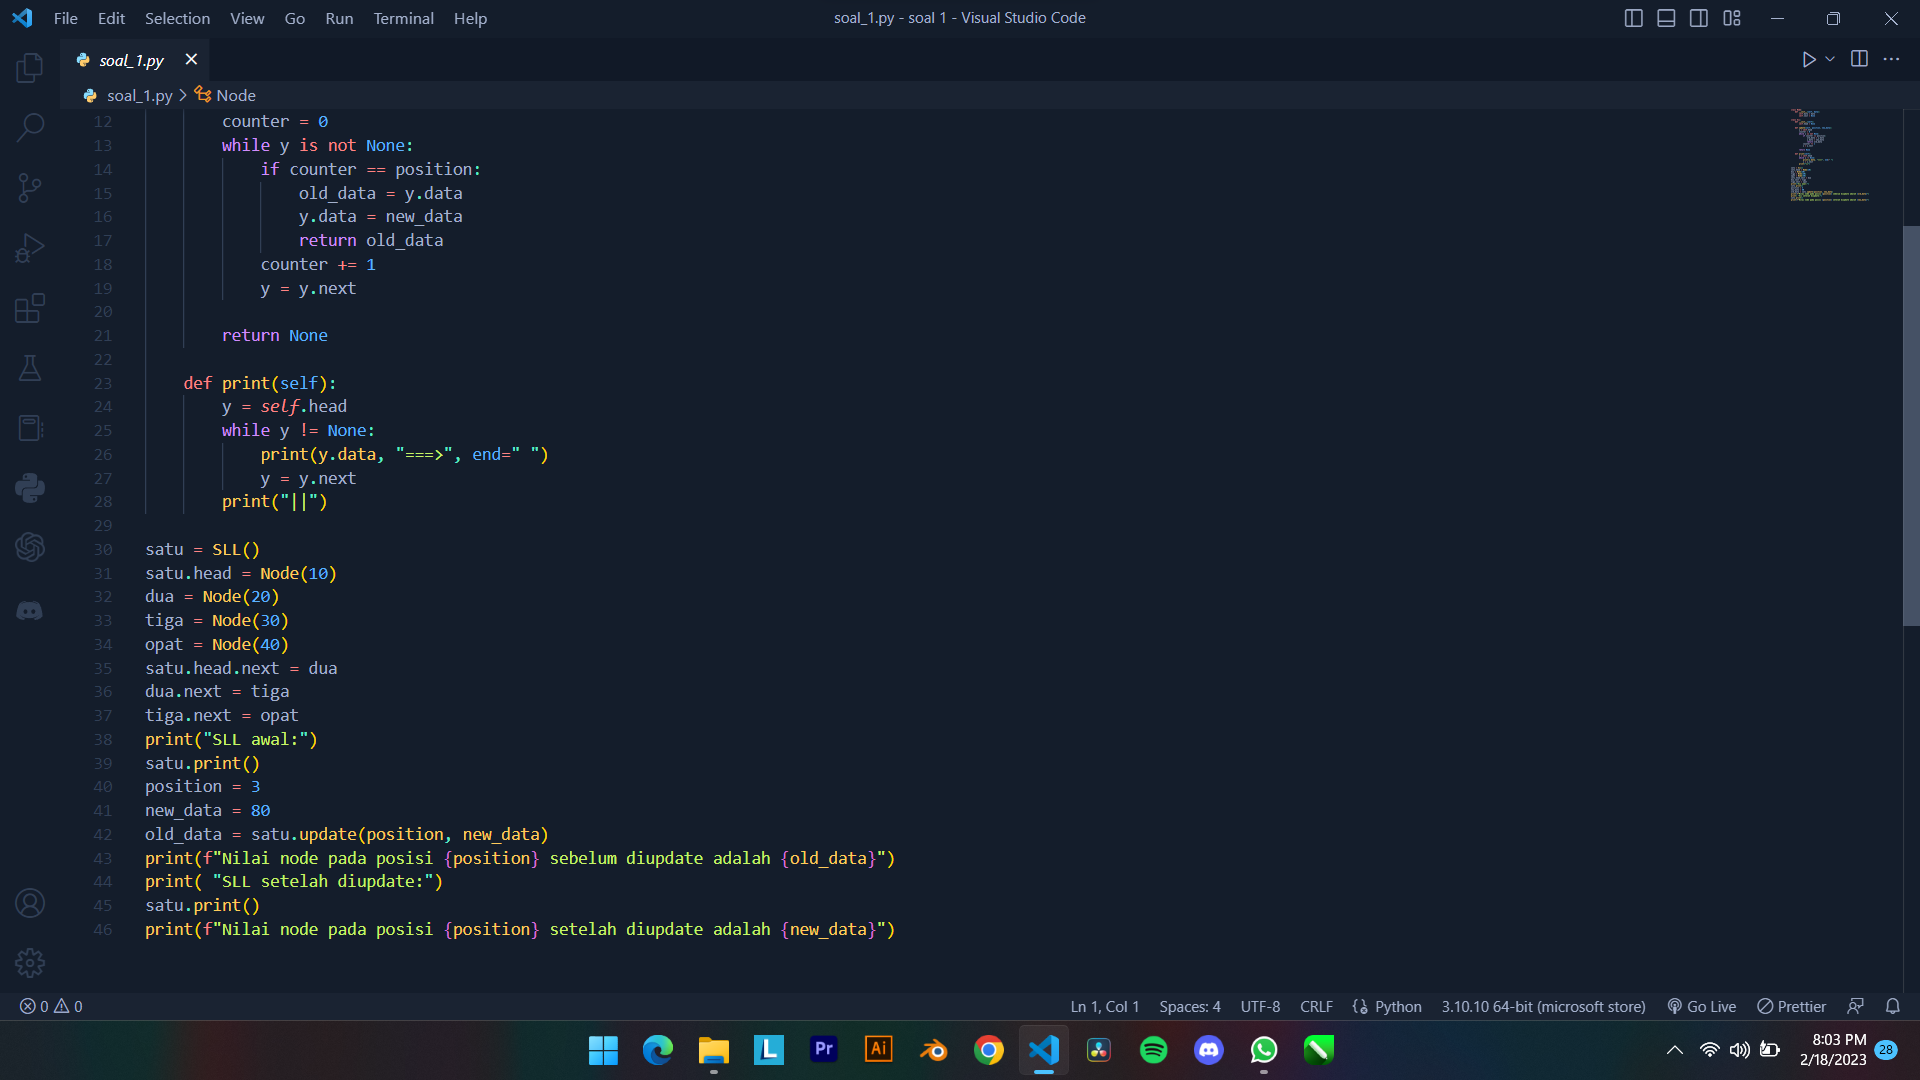 File Edit Selection View Go Run Terminal Help
soal_1.py - soal 1 - Visual Studio Code
soal_1.py
soal_1.py > Node
12 counter = 0
13 while y is not None:
14 if counter == position:
15 old_data = y.data
16 y.data = new_data
17 return old_data
18 counter += 1
19 y = y.next
20
21 return None
22
23 def print(self):
24 y = self.head
25 while y != None:
26 print(y.data, "===>", end=" ")
27 y = y.next
28 print("||")
29
30 satu = SLL()
31 satu.head = Node(10)
32 dua = Node(20)
33 tiga = Node(30)
34 opat = Node(40)
35 satu.head.next = dua
36 dua.next = tiga
37 tiga.next = opat
38 print("SLL awal:")
39 satu.print()
40 position = 3
41 new_data = 80
42 old_data = satu.update(position, new_data)
43 print(f"Nilai node pada posisi {position} sebelum diupdate adalah {old_data}")
44 print( "SLL setelah diupdate:")
45 satu.print()
46 print(f"Nilai node pada posisi {position} setelah diupdate adalah {new_data}")
0 0
Ln 1, Col 1 Spaces: 4 UTF-8 CRLF Python 3.10.10 64-bit (microsoft store) Go Live Prettier
L Pr Ai
8:03 PM
2/18/2023
28